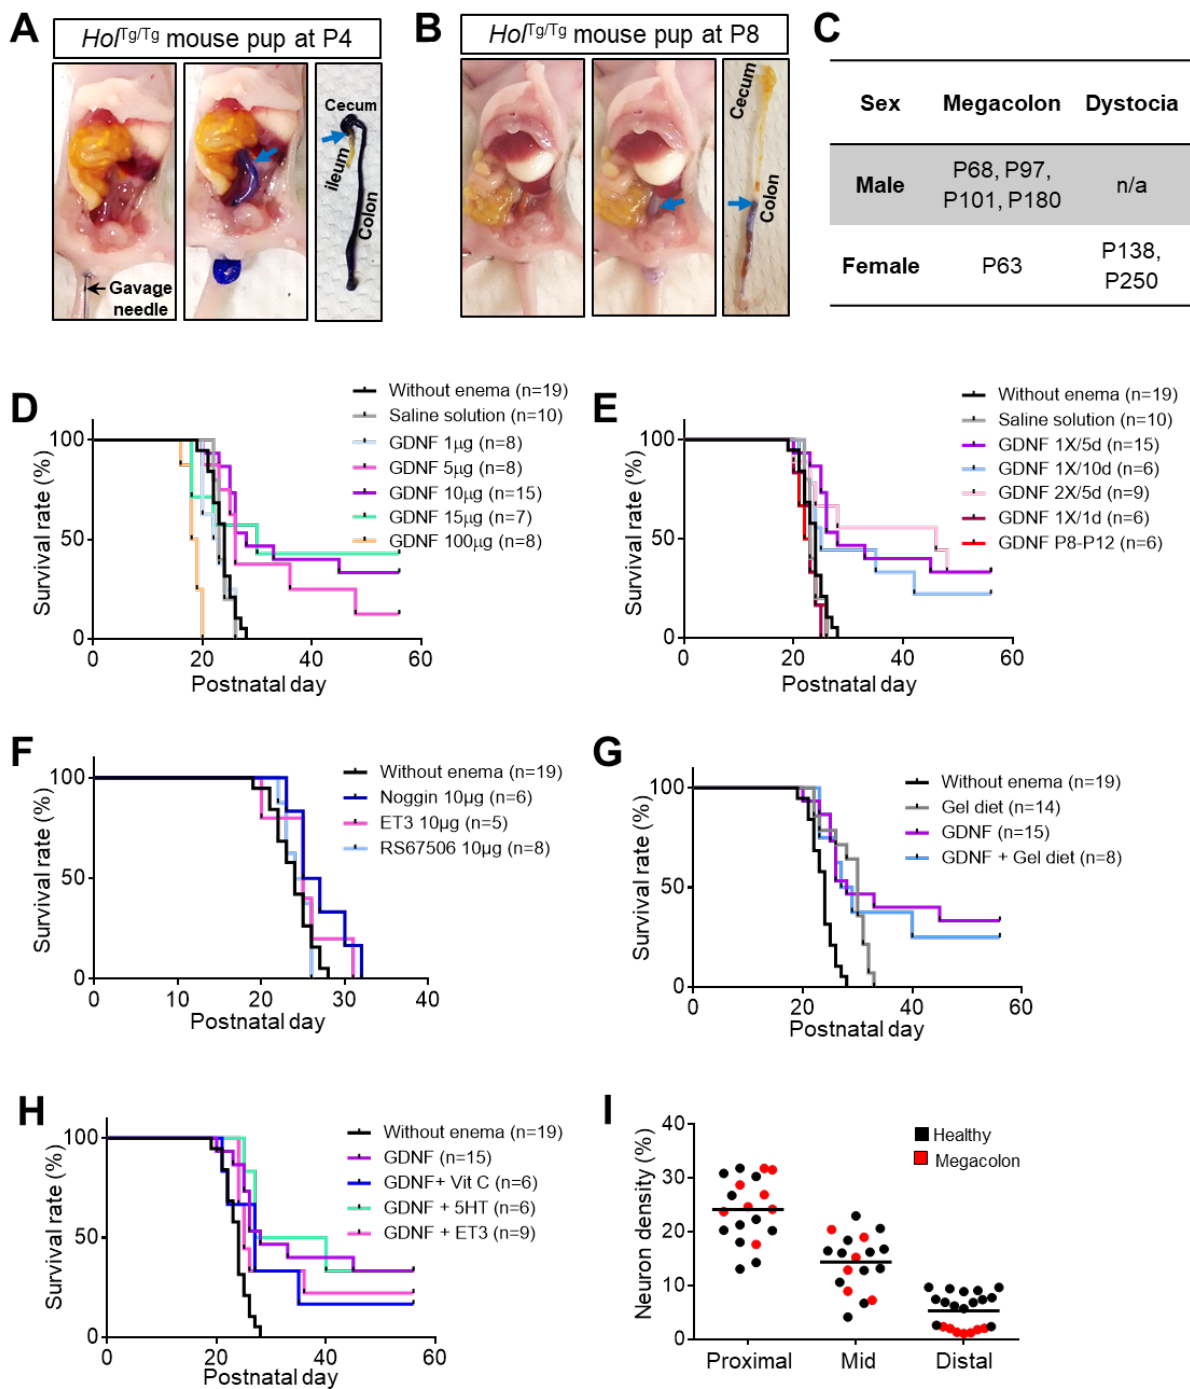 A
HolTg/Tg mouse pup at P4
Gavage
needle
Cecum
ileum
Colon
B
HolTg/Tg mouse pup at P8
Cecum
Colon
C
Sex Megacolon Dystocia
Male P68, P97, P101, P180 n/a
Female P63 P138, P250
D
Survival rate (%)
100
50
0
0 20 40 60
Postnatal day
Without enema (n=19)
Saline solution (n=10)
GDNF 1µg (n=8)
GDNF 5µg (n=8)
GDNF 10µg (n=15)
GDNF 15µg (n=7)
GDNF 100µg (n=8)
E
Survival rate (%)
100
50
0
0 20 40 60
Postnatal day
Without enema (n=19)
Saline solution (n=10)
GDNF 1X/5d (n=15)
GDNF 1X/10d (n=6)
GDNF 2X/5d (n=9)
GDNF 1X/1d (n=6)
GDNF P8-P12 (n=6)
F
Survival rate (%)
100
50
0
0 10 20 30 40
Postnatal day
Without enema (n=19)
Noggin 10µg (n=6)
ET3 10µg (n=5)
RS67506 10µg (n=8)
G
Survival rate (%)
100
50
0
0 20 40 60
Postnatal day
Without enema (n=19)
Gel diet (n=14)
GDNF (n=15)
GDNF + Gel diet (n=8)
H
Survival rate (%)
100
50
0
0 20 40 60
Postnatal day
Without enema (n=19)
GDNF (n=15)
GDNF+ Vit C (n=6)
GDNF + 5HT (n=6)
GDNF + ET3 (n=9)
I
Neuron density (%)
40
30
20
10
0
Proximal Mid Distal
Healthy
Megacolon